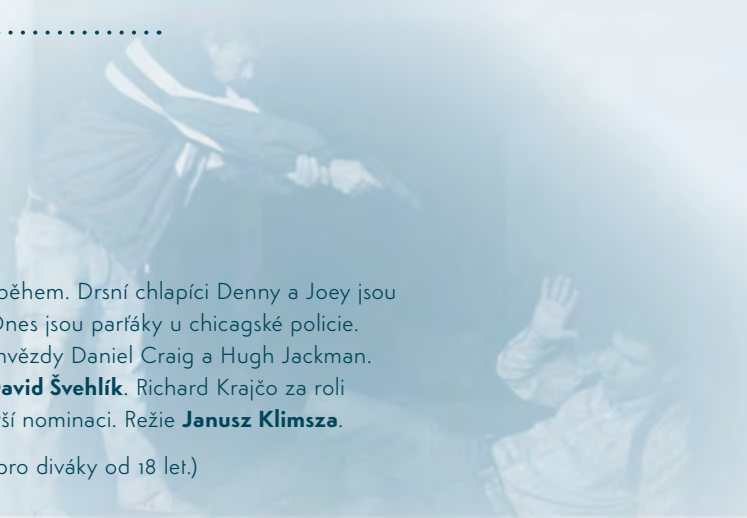 ..............
během. Drsní chlapíci Denny a Joey jsou
Dnes jsou parťáky u chicagské policie.
hvězdy Daniel Craig a Hugh Jackman.
David Švehlík. Richard Krajčo za roli
ší nominaci. Režie Janusz Klimsza.
pro diváky od 18 let.)